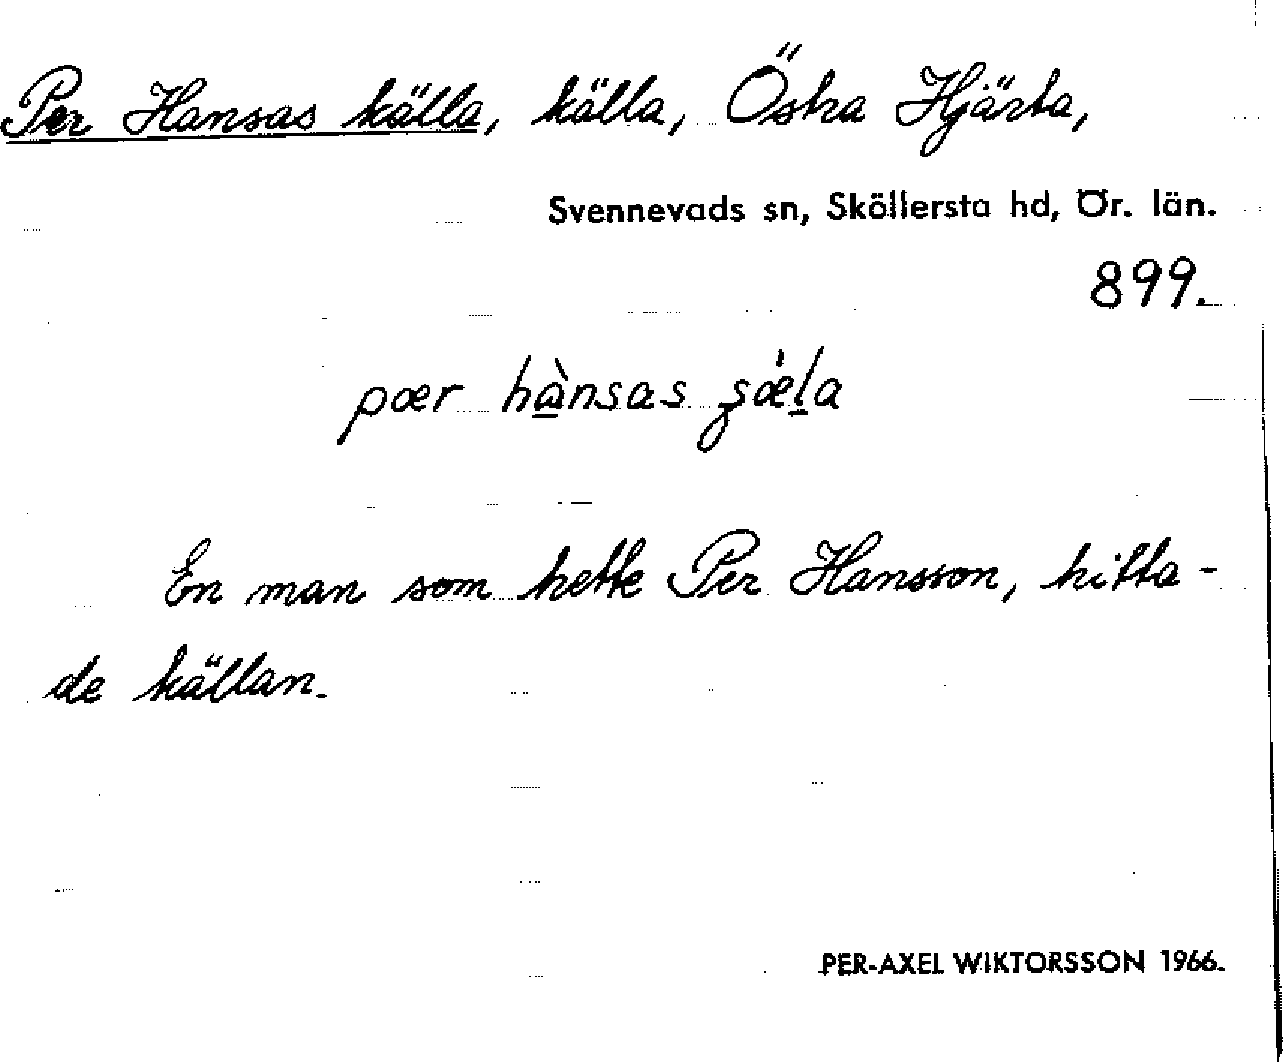 Per Hansas källa, källa, Östra Hjärta,
Svennevads sn, Sköllersta hd, Ör. län.
899.
pær hànsas
En man som hette Per Hansson, hitta-
de källan.
PER-AXEL WIKTORSSON 1966.